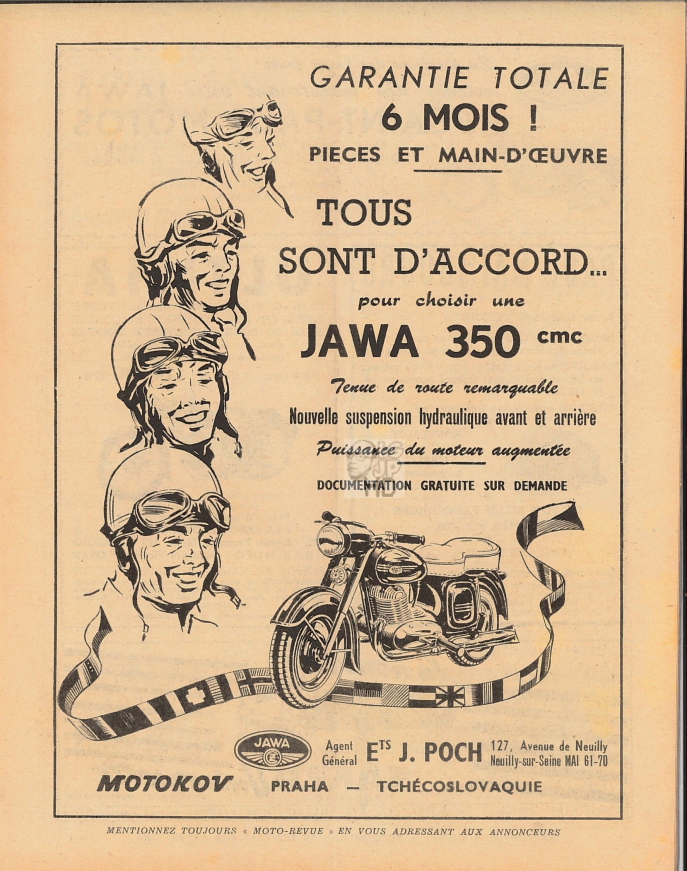 GARANTIE TOTALE
6 MOIS !
PIECES ET MAIN-D'ŒUVRE
TOUS
SONT D'ACCORD...
pour choisir une
JAWA 350 cmc
Tenue de route remarquable
Nouvelle suspension hydraulique avant et arrière
Puissance du moteur augmentée
DOCUMENTATION GRATUITE SUR DEMANDE
JAWA
Agent Général ETS J. POCH 127, Avenue de Neuilly
Neuilly-sur-Seine MAI 61-70
MOTOKOV PRAHA — TCHÉCOSLOVAQUIE
MENTIONNEZ TOUJOURS « MOTO-REVUE » EN VOUS ADRESSANT AUX ANNONCEURS